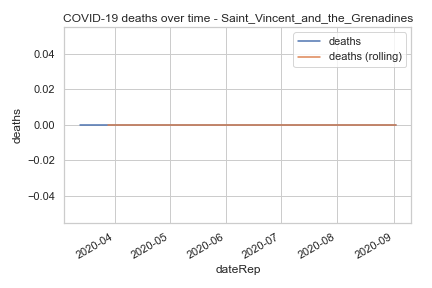 COVID-19 deaths over time - Saint_Vincent_and_the_Grenadines
deaths
deaths (rolling)
0.04
0.02
0.00
−0.02
−0.04
deaths
2020-04
2020-05
2020-06
2020-07
2020-08
2020-09
dateRep